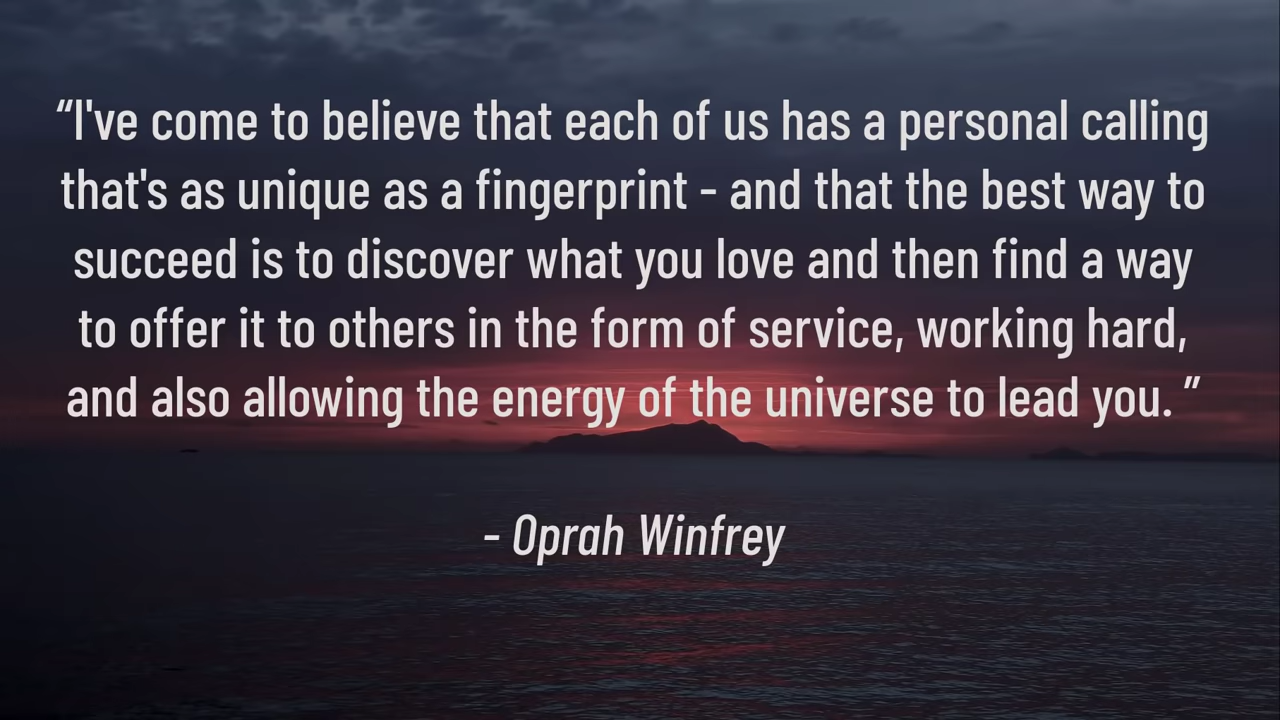 “I've come to believe that each of us has a personal calling
that's as unique as a fingerprint - and that the best way to
succeed is to discover what you love and then find a way
to offer it to others in the form of service, working hard,
and also allowing the energy of the universe to lead you. ”
- Oprah Winfrey